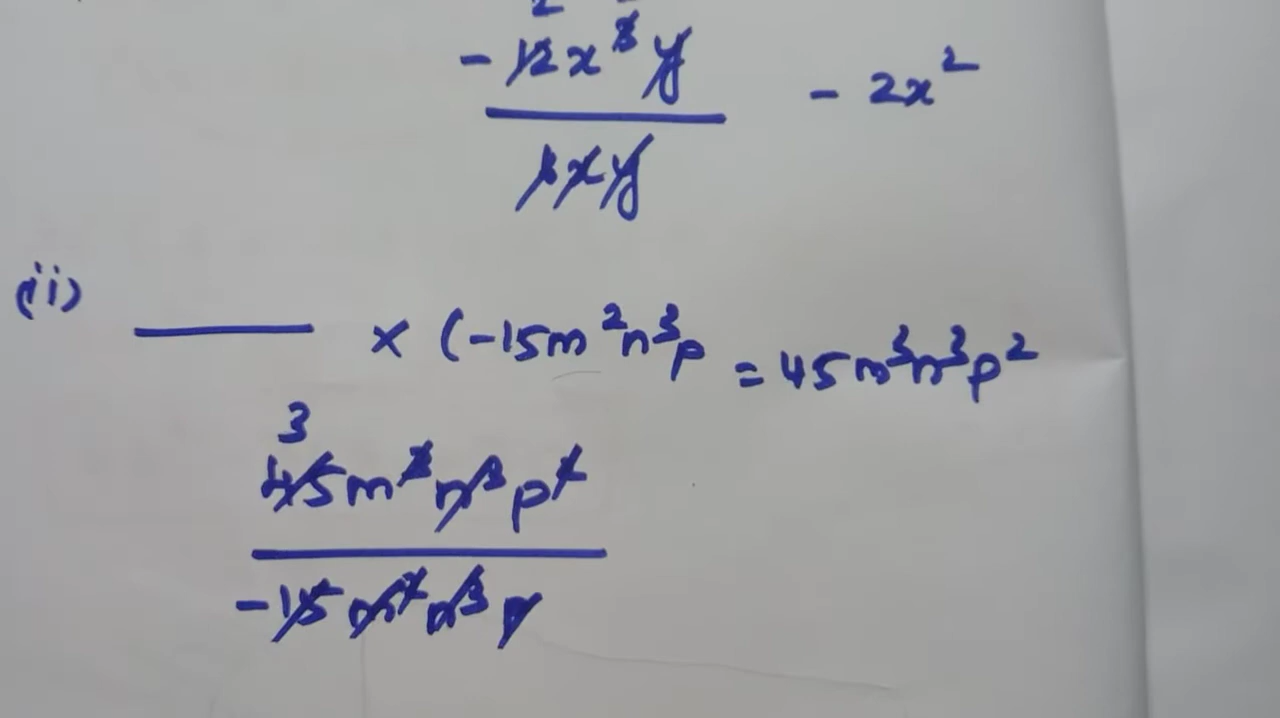 2
-12x³y
6xy
- 2x²
(ii) ____ × (-15m²n³p = 45m³n³p²
3
45m³n³p²
-15m²n³p